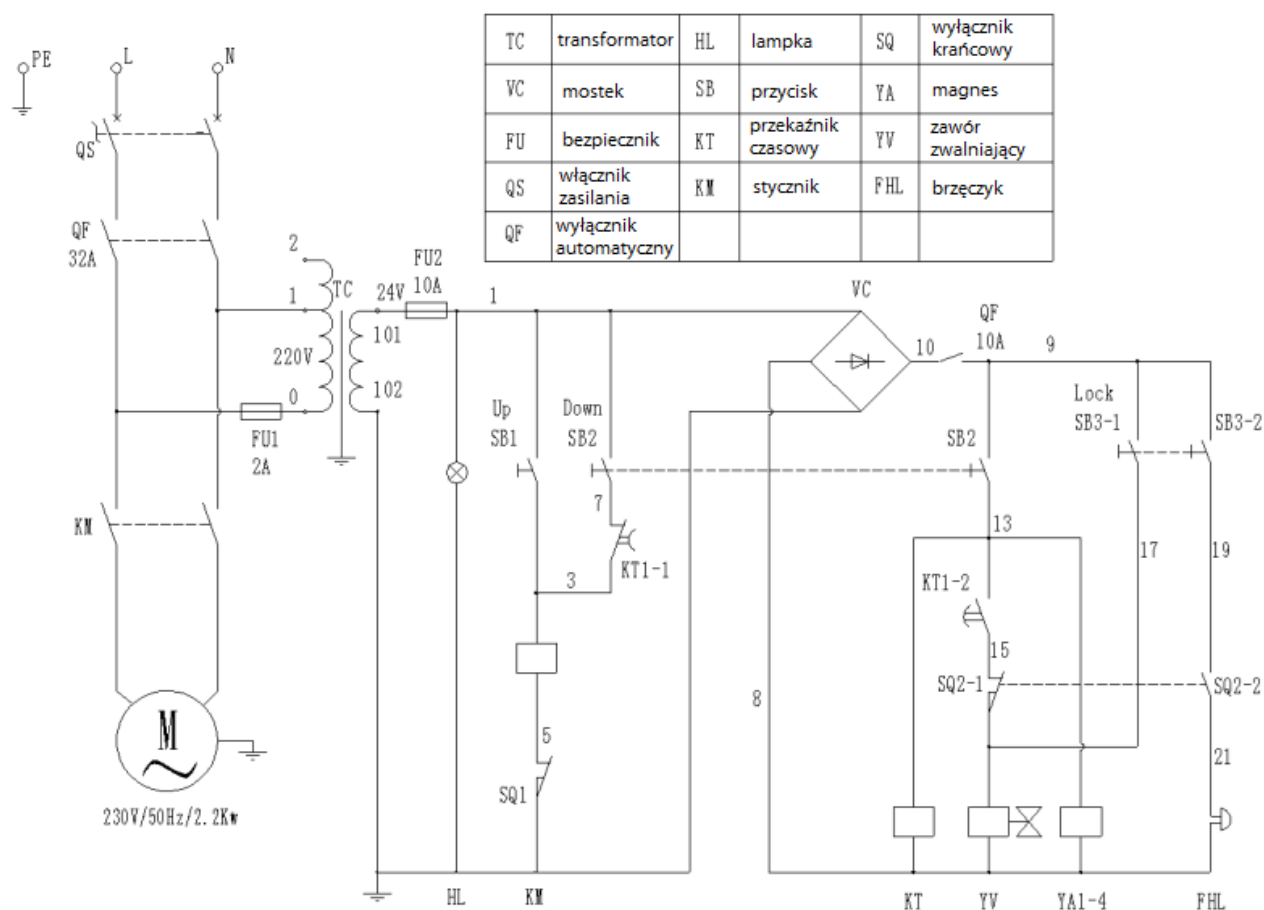 TC transformator HL lampka SQ wyłącznik krańcowy
VC mostek SB przycisk YA magnes
FU bezpiecznik KT przekaźnik czasowy YV zawór zwalniający
QS włącznik zasilania KM stycznik FHL brzęczyk
QF wyłącznik automatyczny
PE
L
N
QS
QF
32A
2
TC
1
220V
0
FU1
2A
24V
FU2
10A
101
102
1
VC
QF
10A
10
9
Up
SB1
Down
SB2
SB2
Lock
SB3-1
SB3-2
7
KT1-1
3
13
17
19
KM
KT1-2
15
SQ2-1
SQ2-2
8
5
SQ1
21
M
230V/50Hz/2.2Kw
HL
KM
KT
YV
YA1-4
FHL